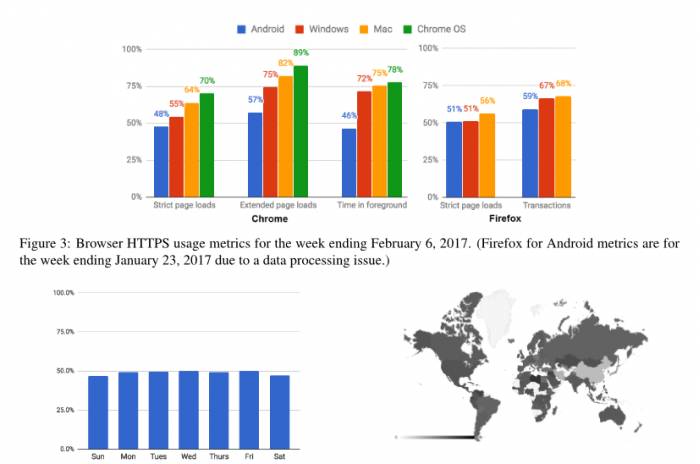 Android Windows Mac Chrome OS
100%
75%
50%
25%
0%
48% 55% 64% 70%
57% 75% 82% 89%
46% 72% 75% 78%
Strict page loads Extended page loads Time in foreground
Chrome
100%
75%
50%
25%
0%
51% 51% 56%
59% 67% 68%
Strict page loads Transactions
Firefox
Figure 3: Browser HTTPS usage metrics for the week ending February 6, 2017. (Firefox for Android metrics are for
the week ending January 23, 2017 due to a data processing issue.)
100.0%
75.0%
50.0%
25.0%
0.0%
Sun Mon Tues Wed Thurs Fri Sat